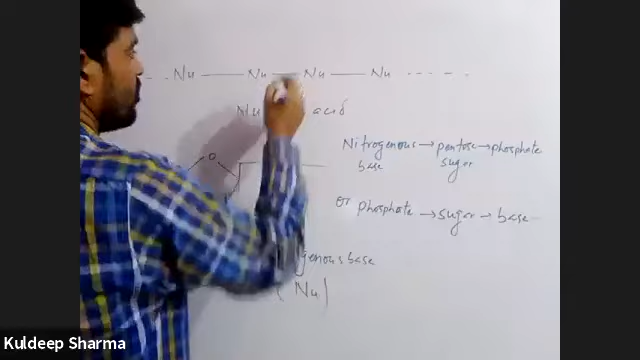 Nu — Nu — Nu — Nu
Nu acid
O
Nitrogenous → pentose → phosphate
base sugar
or phosphate → sugar → base
genous base
(Nu)
Kuldeep Sharma